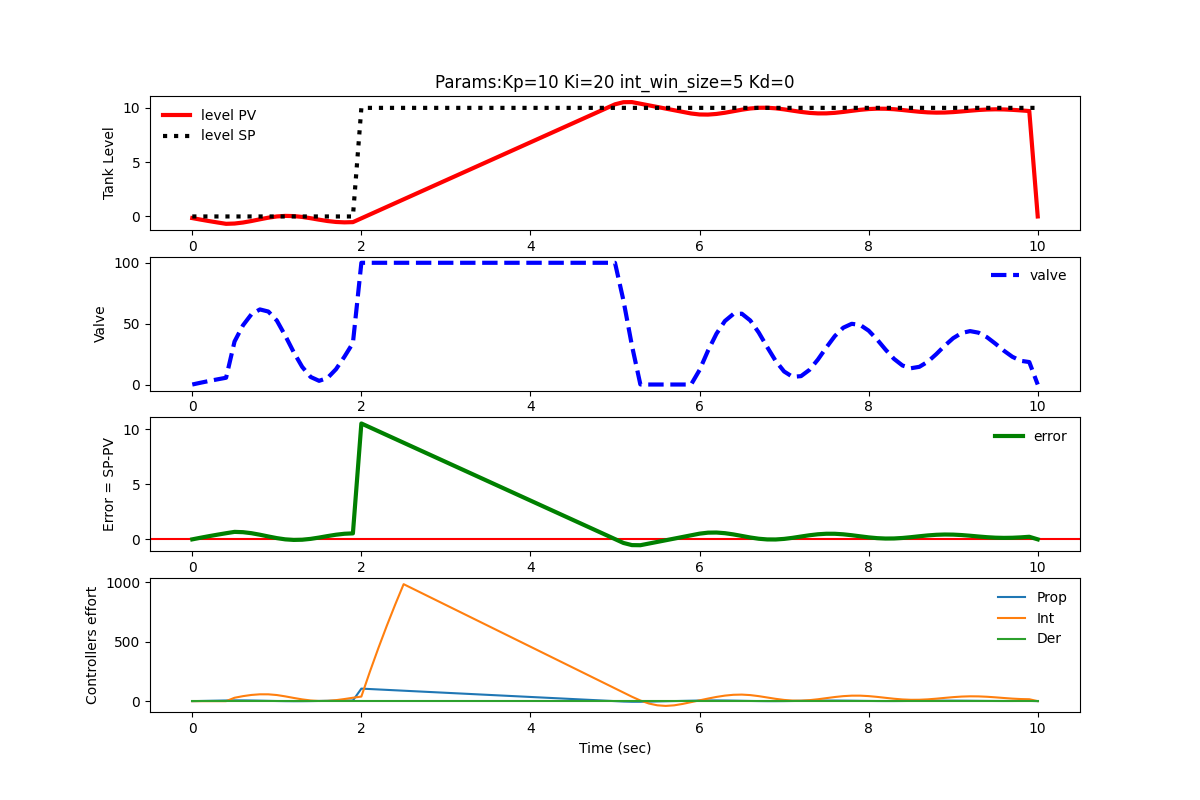 Params:Kp=10 Ki=20 int_win_size=5 Kd=0
Tank Level
10
5
0
level PV
level SP
0 2 4 6 8 10
Valve
100
50
0
valve
0 2 4 6 8 10
Error = SP-PV
10
5
0
error
0 2 4 6 8 10
Controllers effort
1000
500
0
Prop
Int
Der
0 2 4 6 8 10
Time (sec)